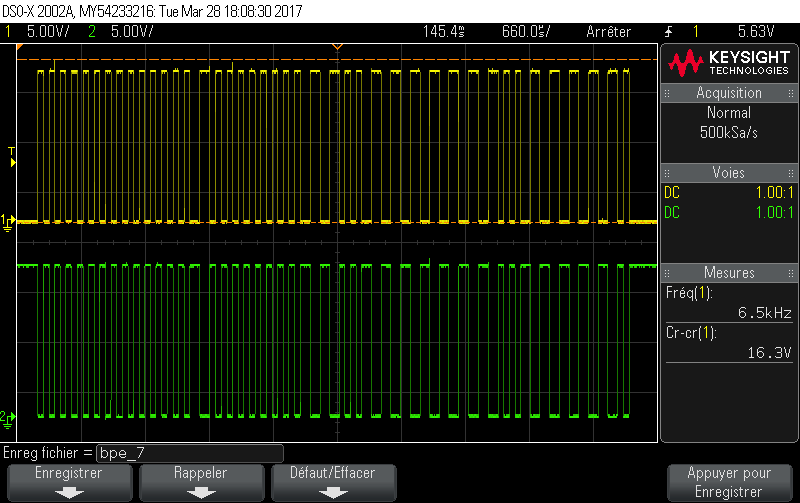 DSO-X 2002A, MY54233216: Tue Mar 28 18:08:30 2017
1 5.00V/ 2 5.00V/ 145.4ms 660.0µs/ Arrêter 1 5.63V
KEYSIGHT
TECHNOLOGIES
Acquisition
Normal
500kSa/s
Voies
DC 1.00:1
DC 1.00:1
Mesures
Fréq(1):
6.5kHz
Cr-cr(1):
16.3V
T
1
2
Enreg fichier = bpe_7
Enregistrer
Rappeler
Défaut/Effacer
Appuyer pour
Enregistrer